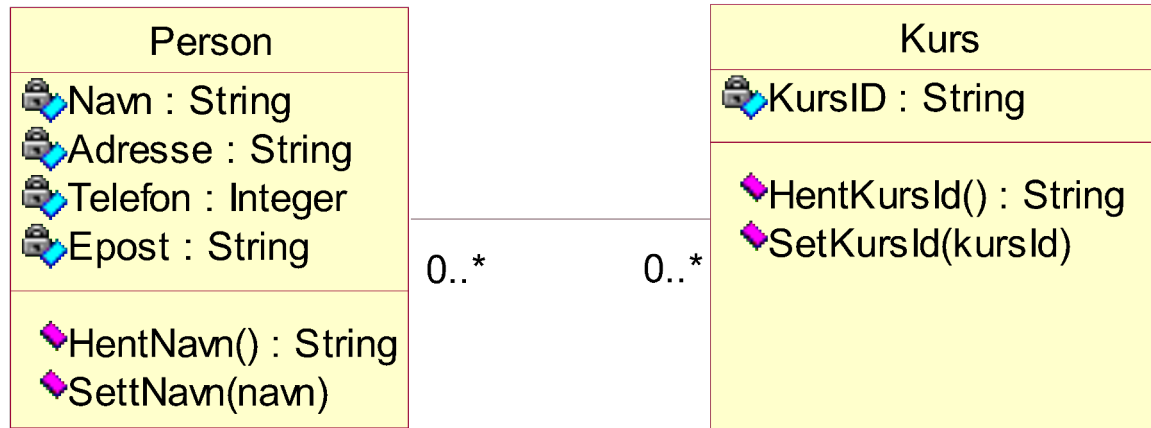 Person
Navn : String
Adresse : String
Telefon : Integer
Epost : String
HentNavn() : String
SettNavn(navn)
0..*
0..*
Kurs
KursID : String
HentKursId() : String
SetKursId(kursId)